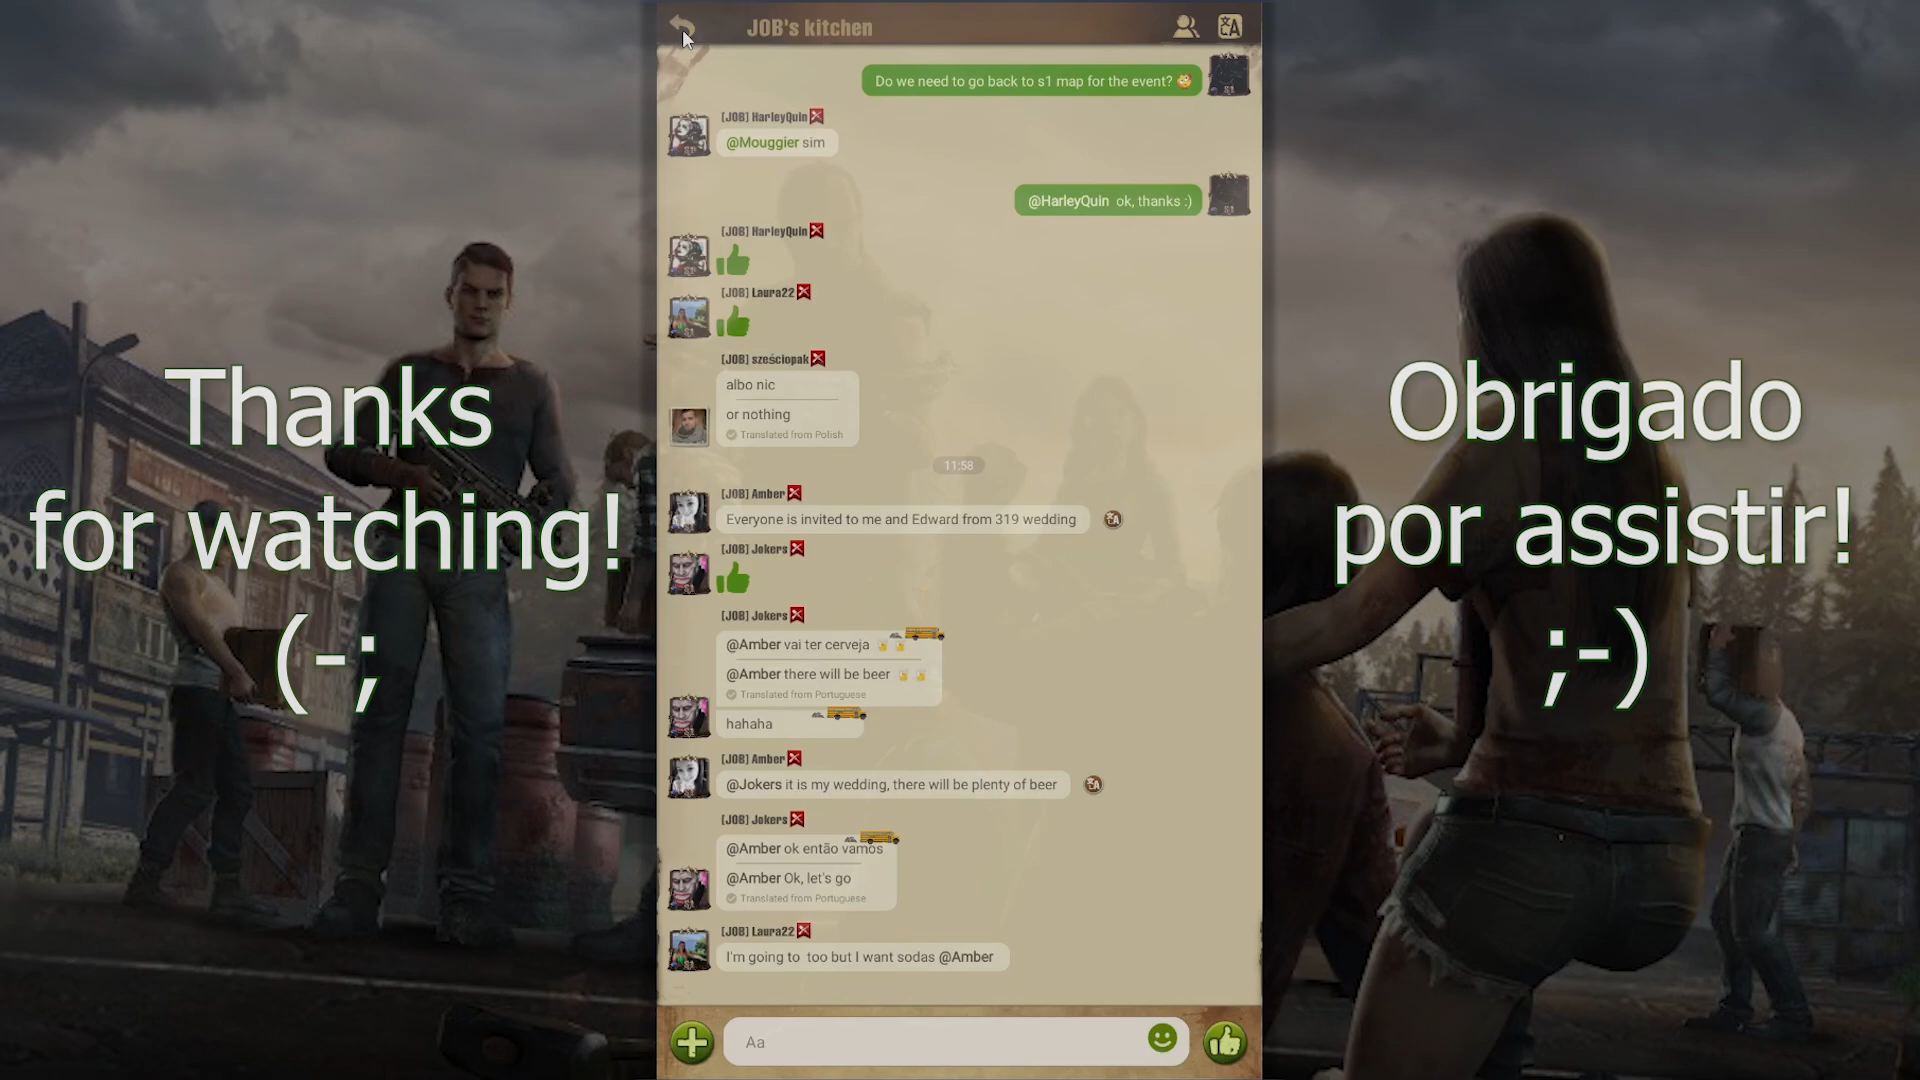 JOB's kitchen
Do we need to go back to s1 map for the event?
[JOB] HarleyQuin
@Mouggier sim
@HarleyQuin ok, thanks :)
[JOB] HarleyQuin
[JOB] Laura22
[JOB] sześciopak
albo nic
or nothing
Translated from Polish
11:58
[JOB] Amber
Everyone is invited to me and Edward from 319 wedding
[JOB] Jokers
[JOB] Jokers
@Amber vai ter cerveja
@Amber there will be beer
Translated from Portuguese
hahaha
[JOB] Amber
@Jokers it is my wedding, there will be plenty of beer
[JOB] Jokers
@Amber ok então vamos
@Amber Ok, let's go
Translated from Portuguese
[JOB] Laura22
I'm going to too but I want sodas @Amber
Aa
Thanks
for watching!
(-;
Obrigado
por assistir!
;-)